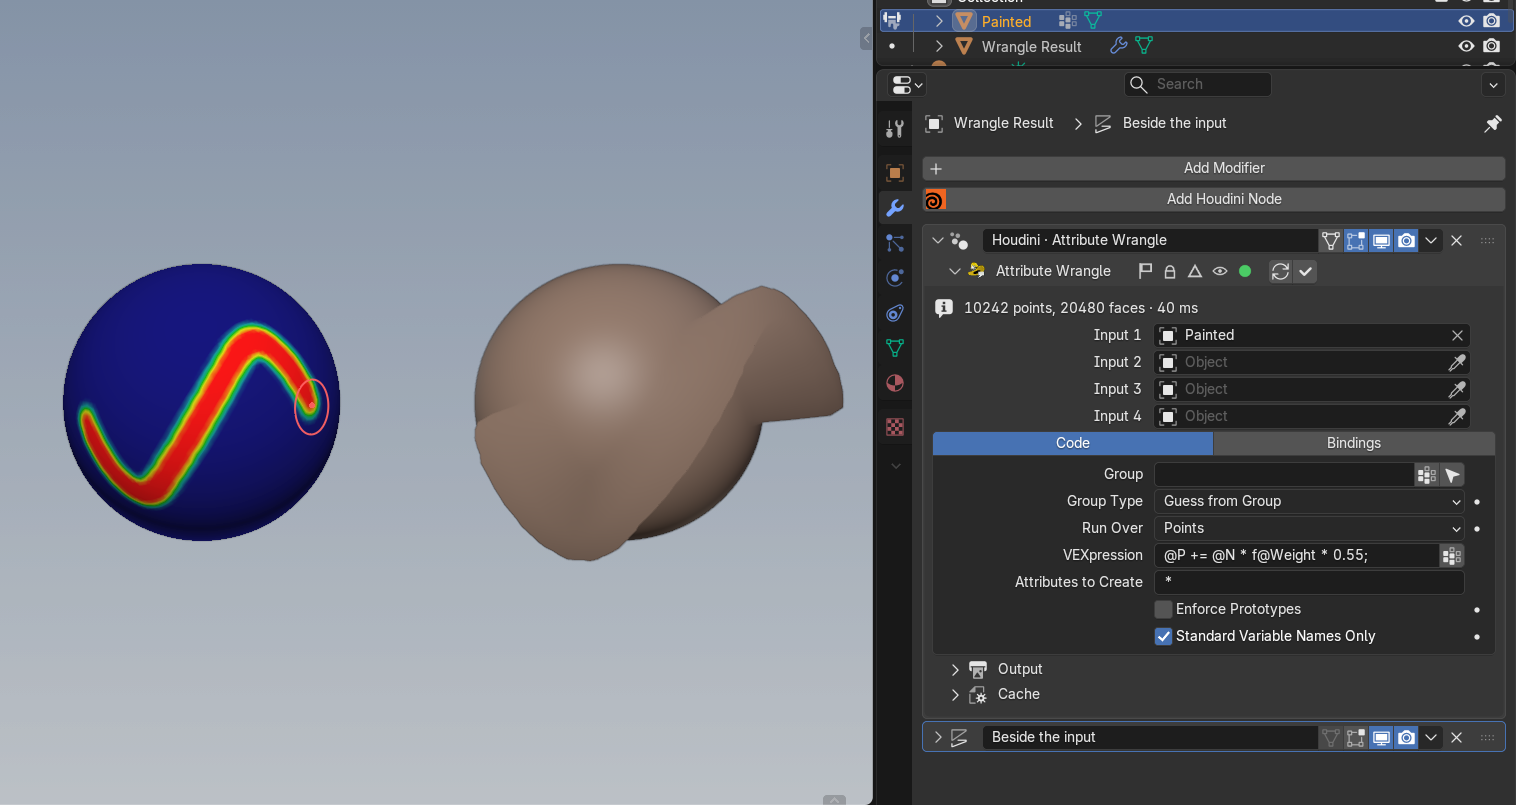 Collection
Painted
Wrangle Result
Search
Wrangle Result
Beside the input
Add Modifier
Add Houdini Node
Houdini · Attribute Wrangle
Attribute Wrangle
10242 points, 20480 faces · 40 ms
Input 1 Painted
Input 2 Object
Input 3 Object
Input 4 Object
Code Bindings
Group
Group Type Guess from Group
Run Over Points
VEXpression @P += @N * f@Weight * 0.55;
Attributes to Create *
Enforce Prototypes
Standard Variable Names Only
Output
Cache
Beside the input